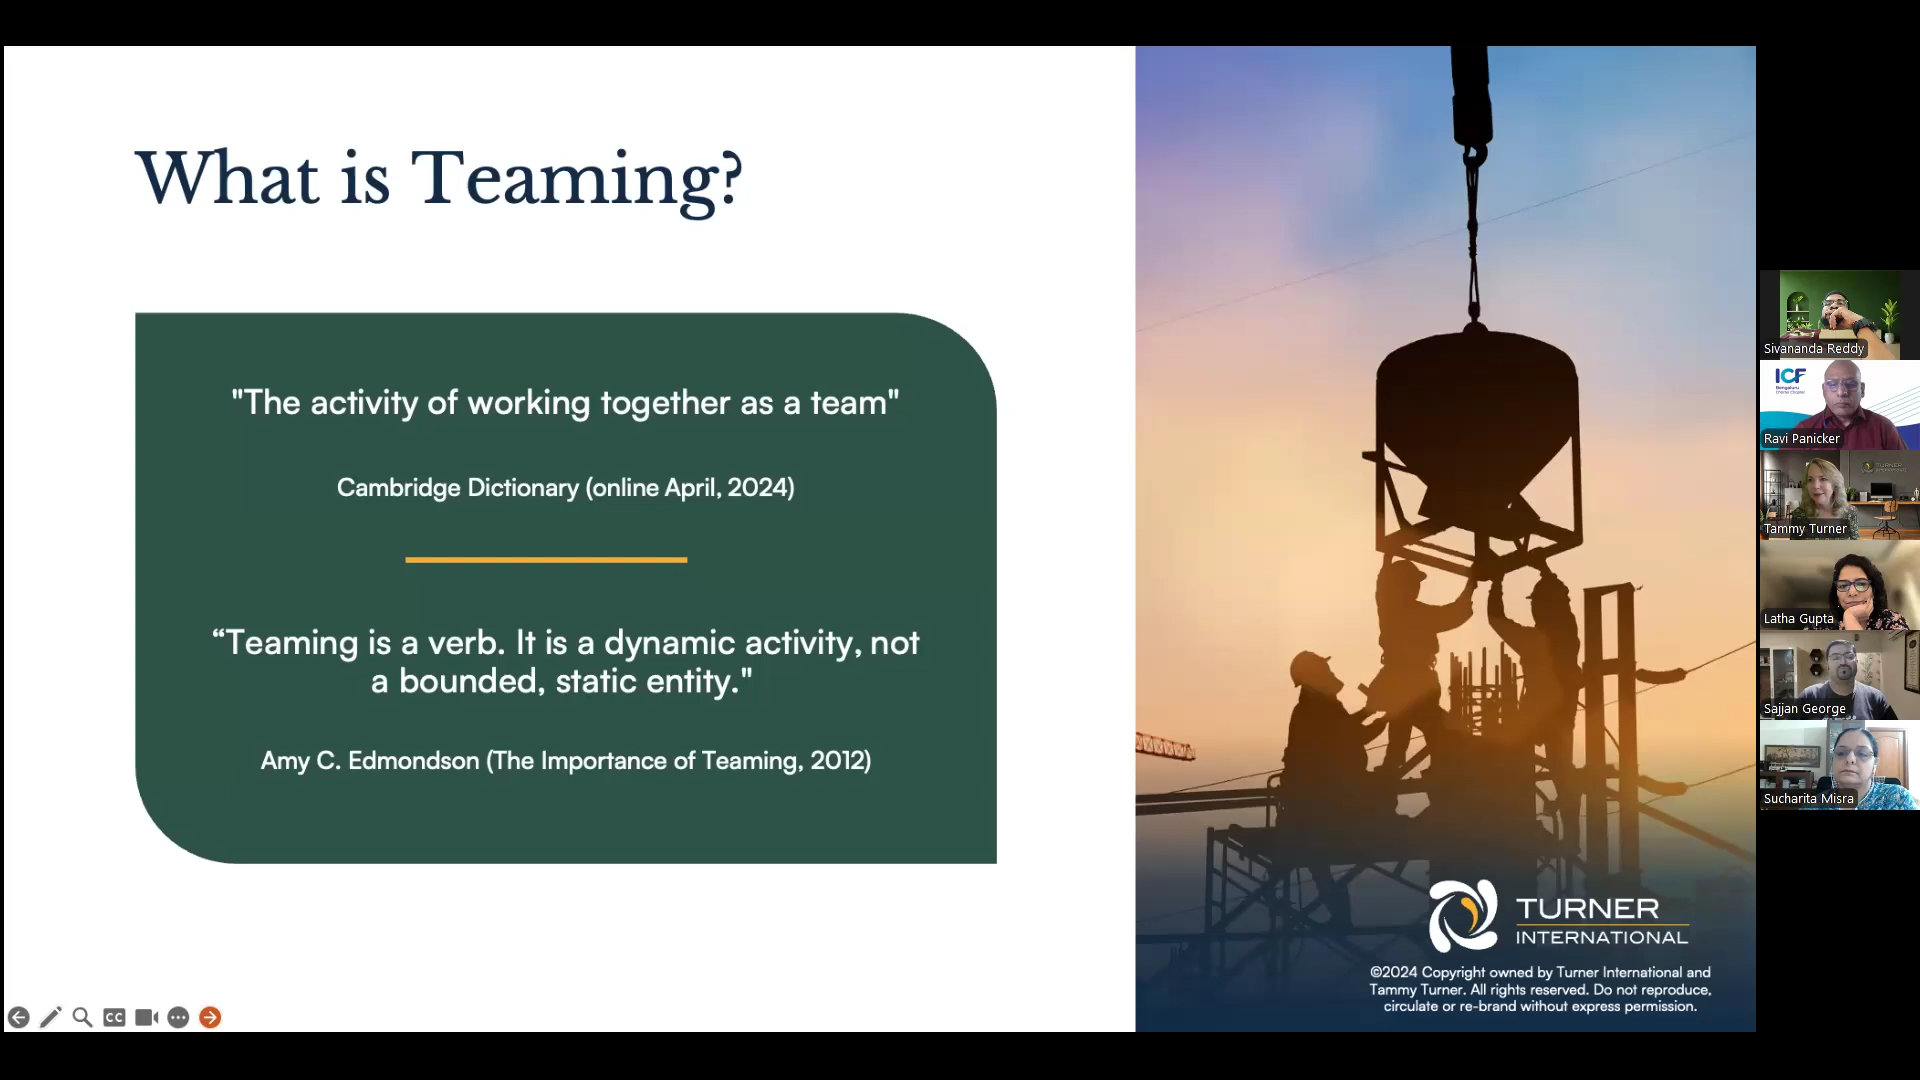 What is Teaming?
"The activity of working together as a team"
Cambridge Dictionary (online April, 2024)
“Teaming is a verb. It is a dynamic activity, not
a bounded, static entity."
Amy C. Edmondson (The Importance of Teaming, 2012)
TURNER
INTERNATIONAL
©2024 Copyright owned by Turner International and
Tammy Turner. All rights reserved. Do not reproduce,
circulate or re-brand without express permission.
CC
Sivananda Reddy
ICF
Ravi Panicker
TURNER
Tammy Turner
Latha Gupta
Sajjan George
Sucharita Misra